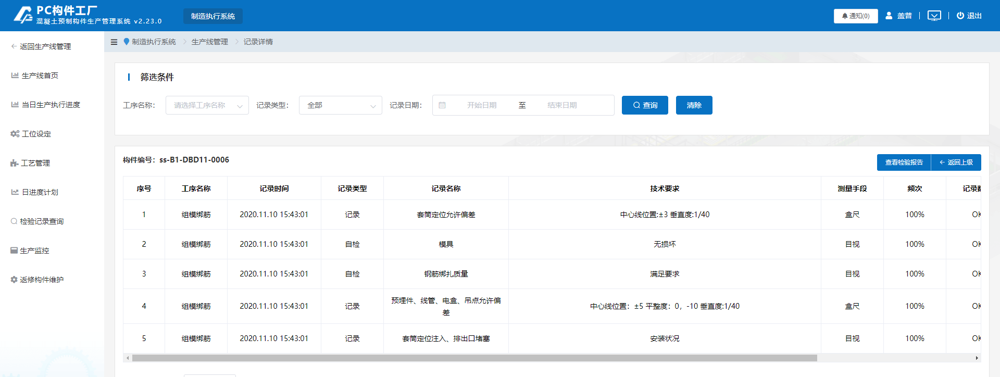 PC构件工厂
混凝土预制构件生产管理系统 v2.23.0
制造执行系统
通知(0)
盖普
退出
返回生产线管理
生产线首页
当日生产执行进度
工位设定
工艺管理
日进度计划
检验记录查询
生产监控
返修构件维护
制造执行系统 > 生产线管理 > 记录详情
筛选条件
工序名称： 请选择工序名称 记录类型： 全部 记录日期： 开始日期 至 结束日期 查询 清除
构件编号：ss-B1-DBD11-0006
查看检验报告 返回上级
序号 工序名称 记录时间 记录类型 记录名称 技术要求 测量手段 频次 记录数
1 组模绑筋 2020.11.10 15:43:01 记录 套筒定位允许偏差 中心线位置:±3 垂直度:1/40 盒尺 100% OK
2 组模绑筋 2020.11.10 15:43:01 自检 模具 无损坏 目视 100% OK
3 组模绑筋 2020.11.10 15:43:01 自检 钢筋绑扎质量 满足要求 目视 100% OK
4 组模绑筋 2020.11.10 15:43:01 记录 预埋件、线管、电盒、吊点允许偏差 中心线位置：±5 平整度：0，-10 垂直度:1/40 盒尺 100% OK
5 组模绑筋 2020.11.10 15:43:01 记录 套筒定位注入、排出口堵塞 安装状况 目视 100% OK